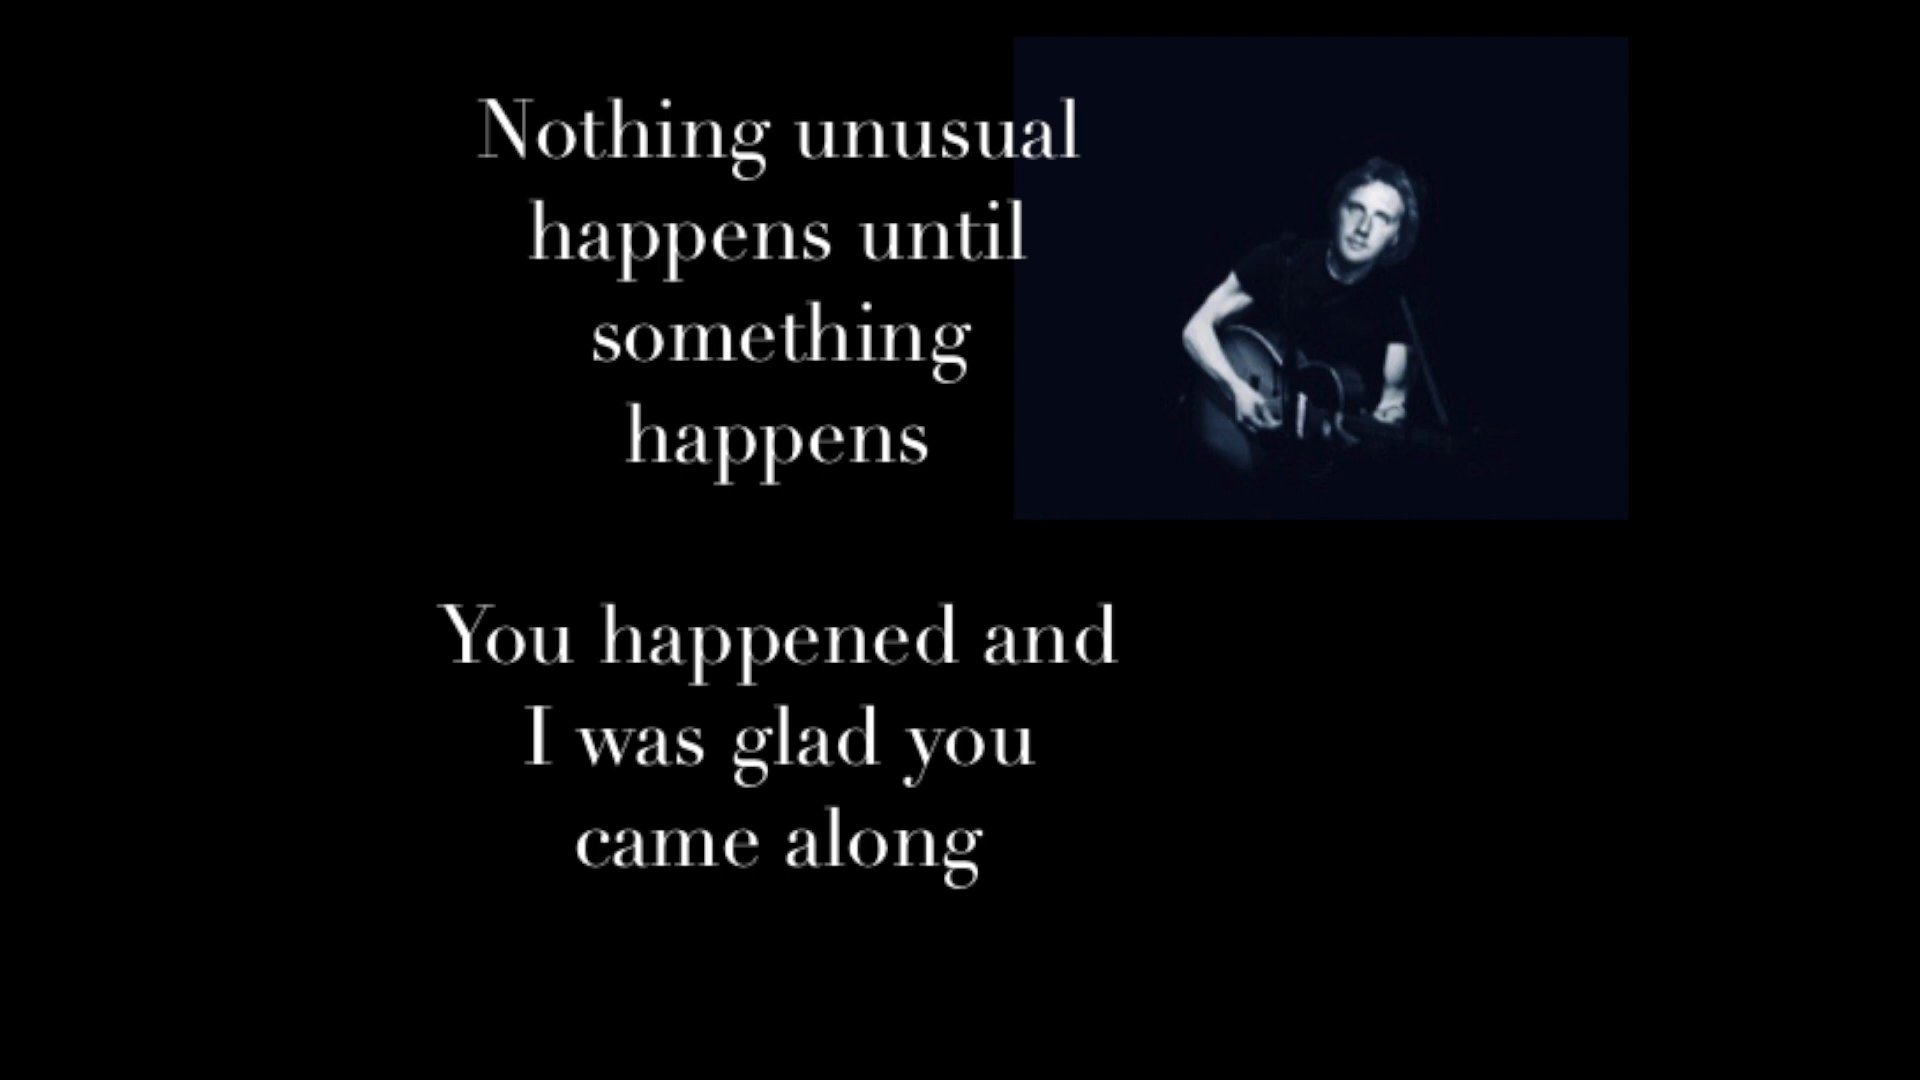 Nothing unusual
happens until
something
happens
You happened and
I was glad you
came along